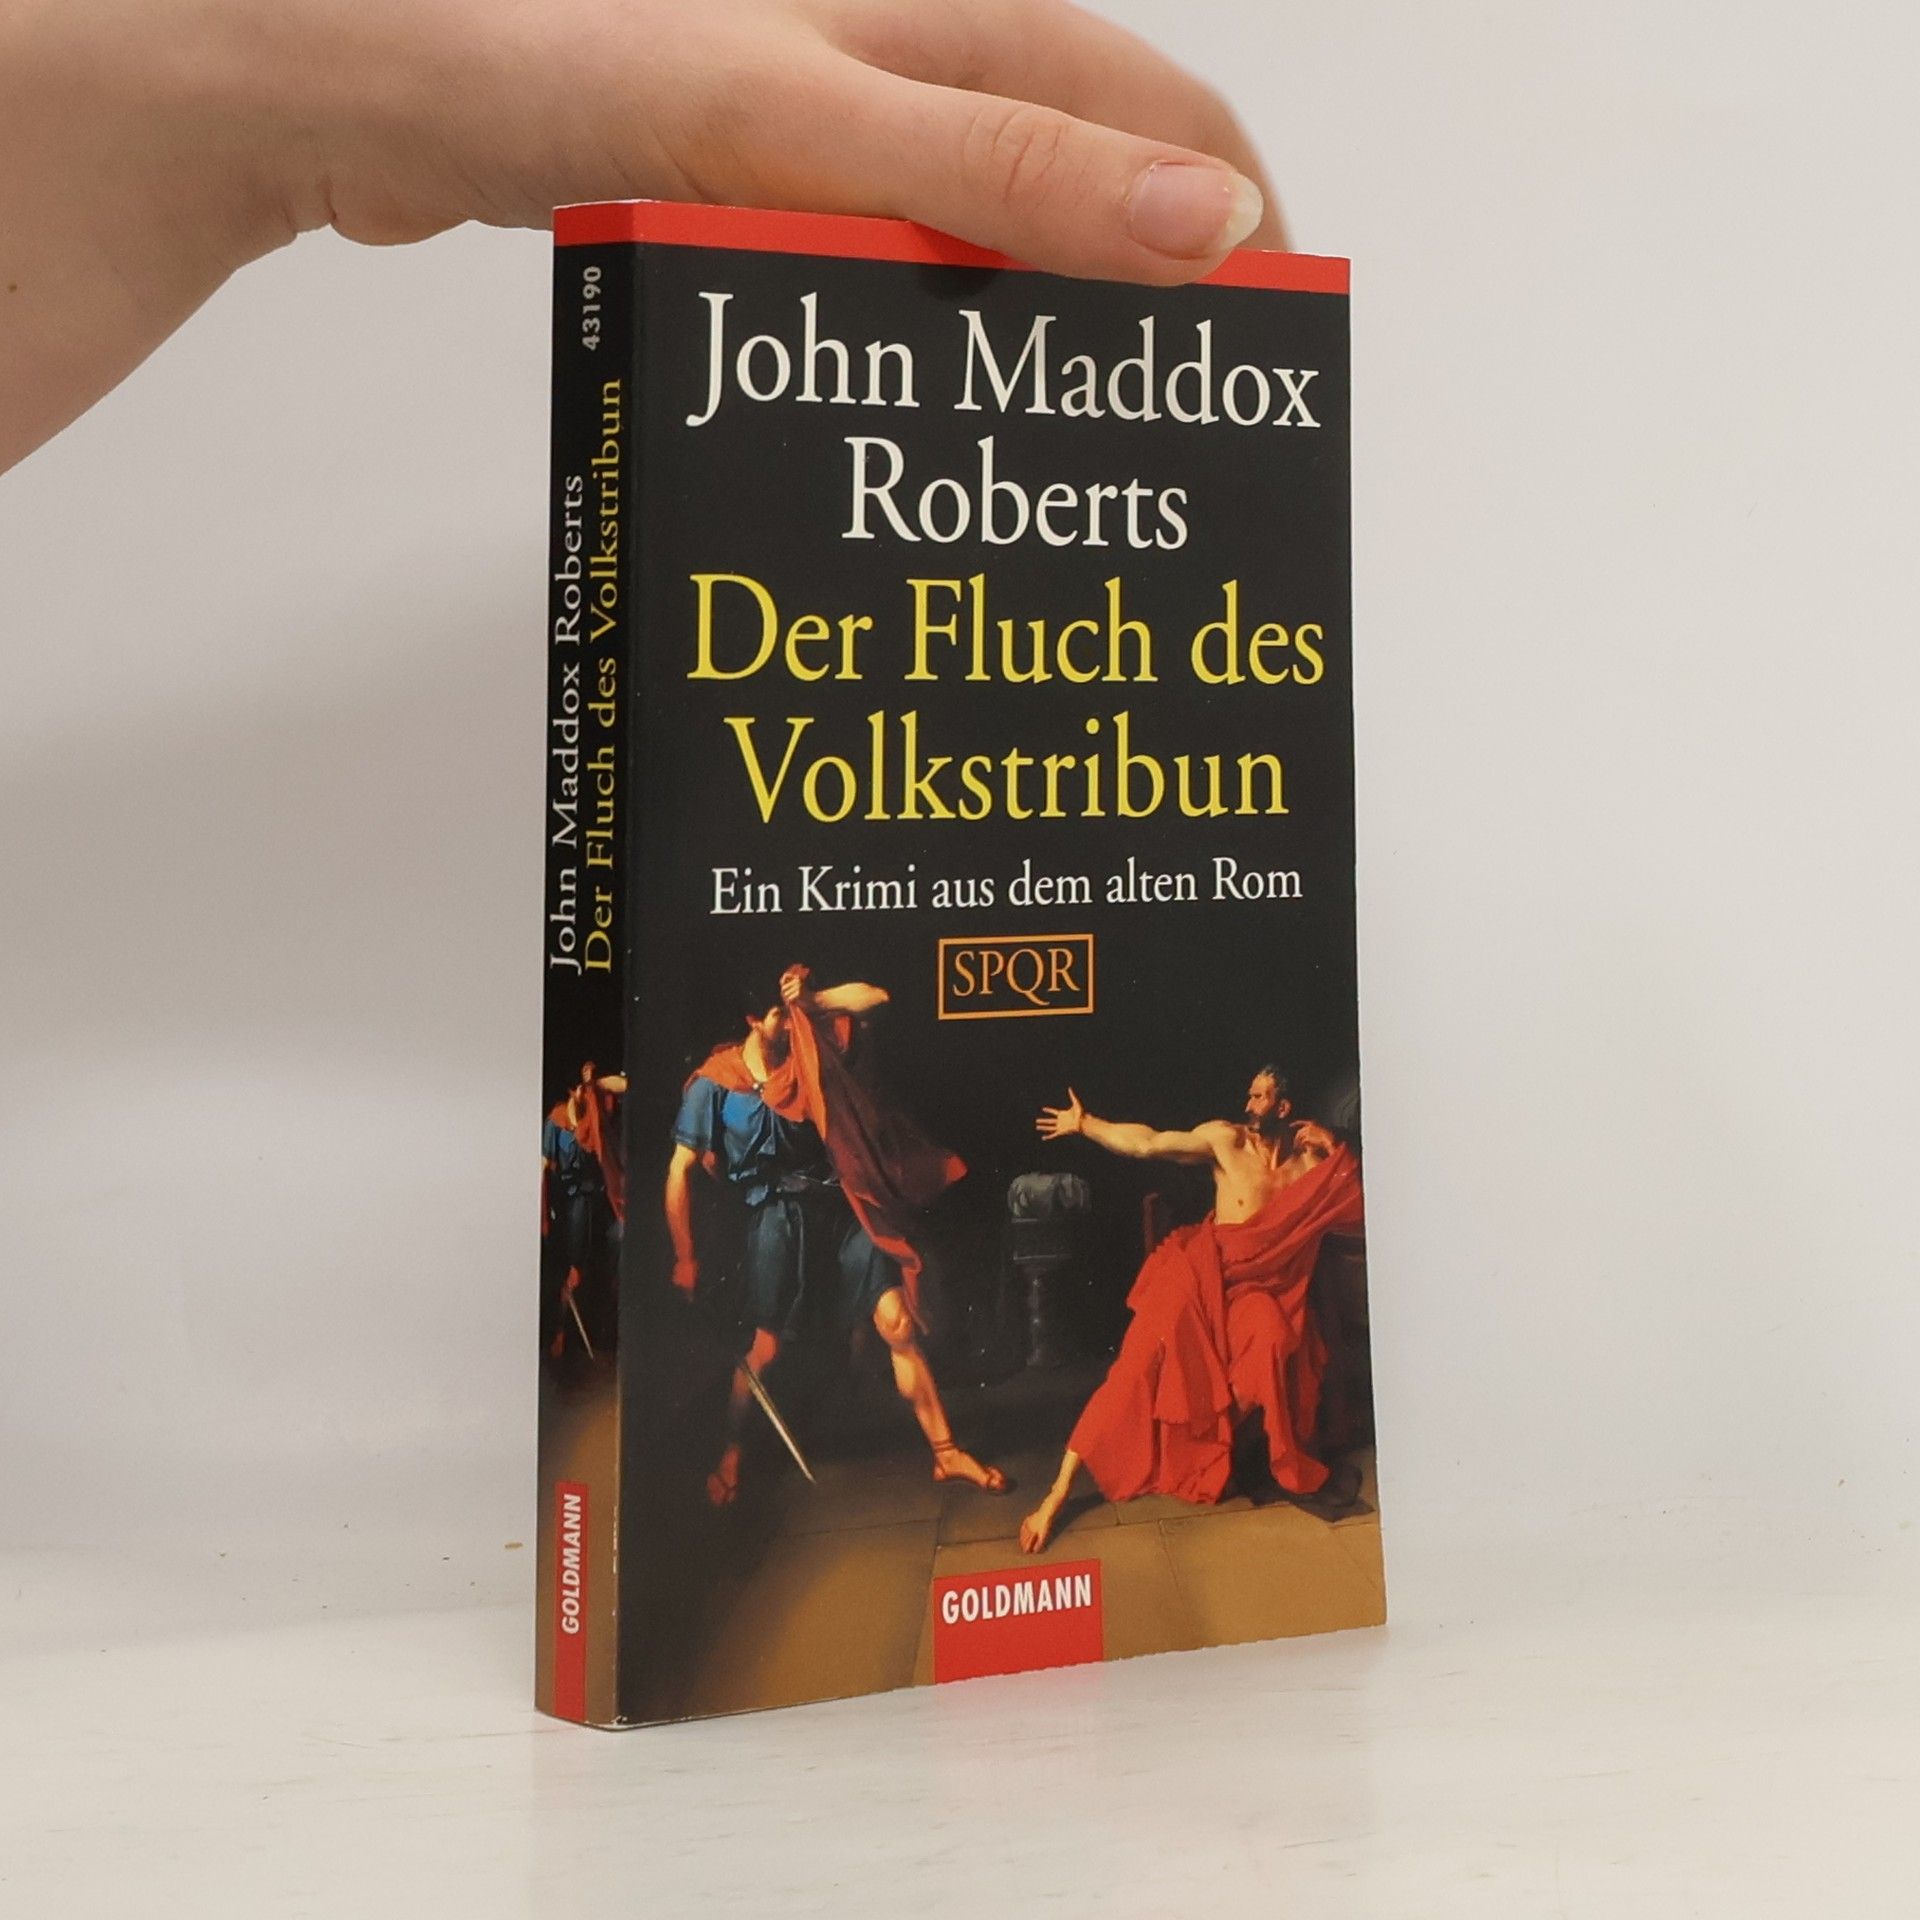 John Maddox
Roberts
Der Fluch des
Volkstribun
Ein Krimi aus dem alten Rom
SPQR
GOLDMANN
43190
John Maddox Roberts
Der Fluch des Volkstribun
GOLDMANN